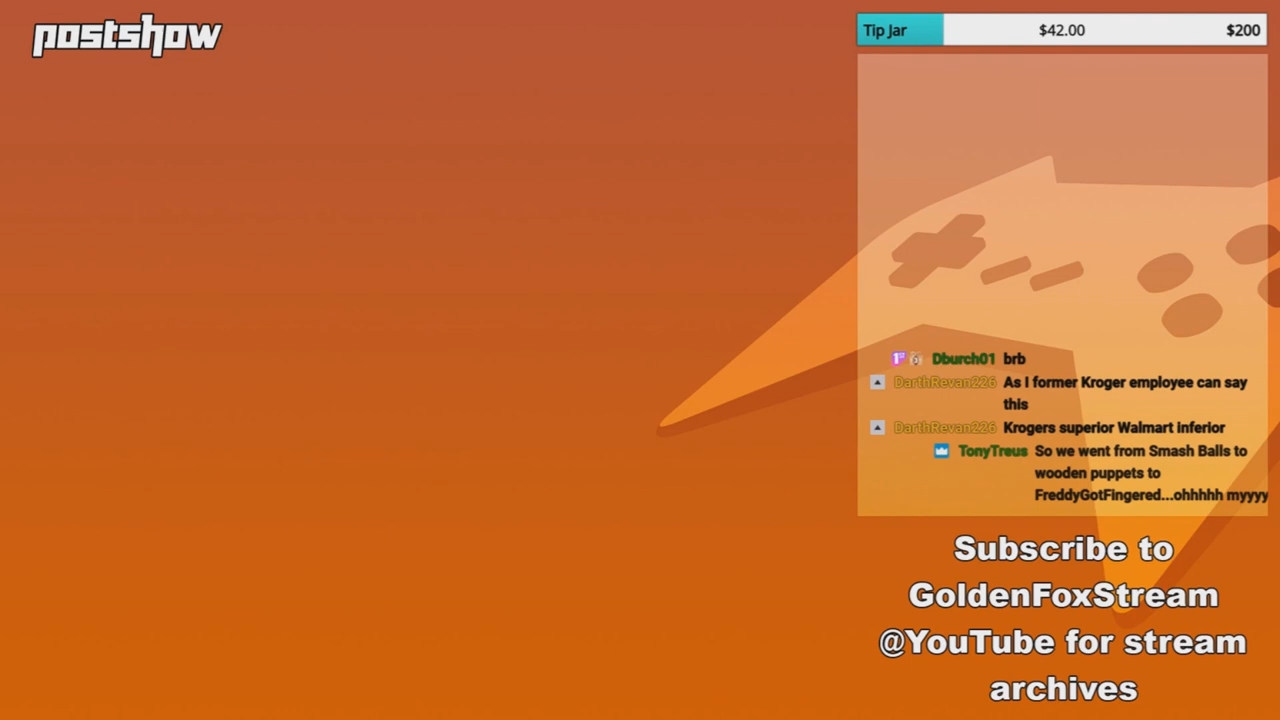 postshow
Tip Jar $42.00 $200
Dburch01 brb
DarthRevan226 As I former Kroger employee can say
this
DarthRevan226 Krogers superior Walmart inferior
TonyTreus So we went from Smash Balls to
wooden puppets to
FreddyGotFingered...ohhhhh myyyy
Subscribe to
GoldenFoxStream
@YouTube for stream
archives